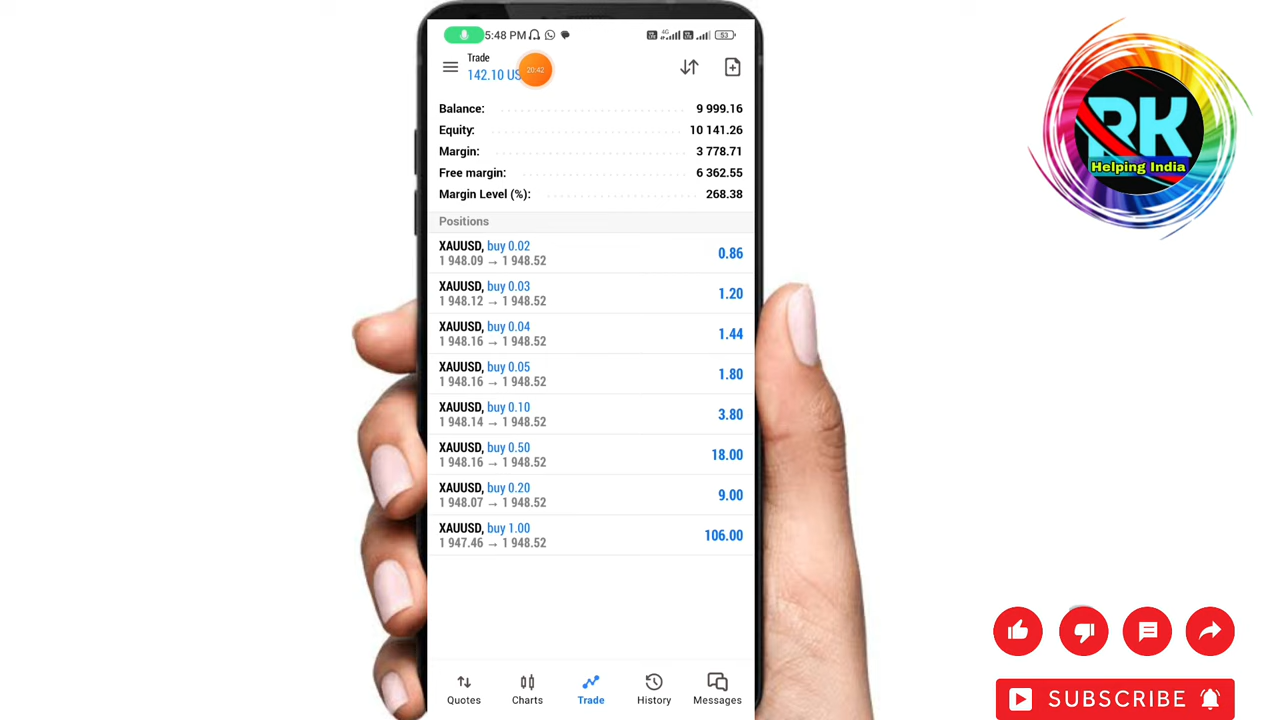 5:48 PM
4G
53
Trade
142.10 US
20:42
Balance: 9 999.16
Equity: 10 141.26
Margin: 3 778.71
Free margin: 6 362.55
Margin Level (%): 268.38
Positions
XAUUSD, buy 0.02
1 948.09 → 1 948.52
0.86
XAUUSD, buy 0.03
1 948.12 → 1 948.52
1.20
XAUUSD, buy 0.04
1 948.16 → 1 948.52
1.44
XAUUSD, buy 0.05
1 948.16 → 1 948.52
1.80
XAUUSD, buy 0.10
1 948.14 → 1 948.52
3.80
XAUUSD, buy 0.50
1 948.16 → 1 948.52
18.00
XAUUSD, buy 0.20
1 948.07 → 1 948.52
9.00
XAUUSD, buy 1.00
1 947.46 → 1 948.52
106.00
Quotes
Charts
Trade
History
Messages
RK
Helping India
SUBSCRIBE